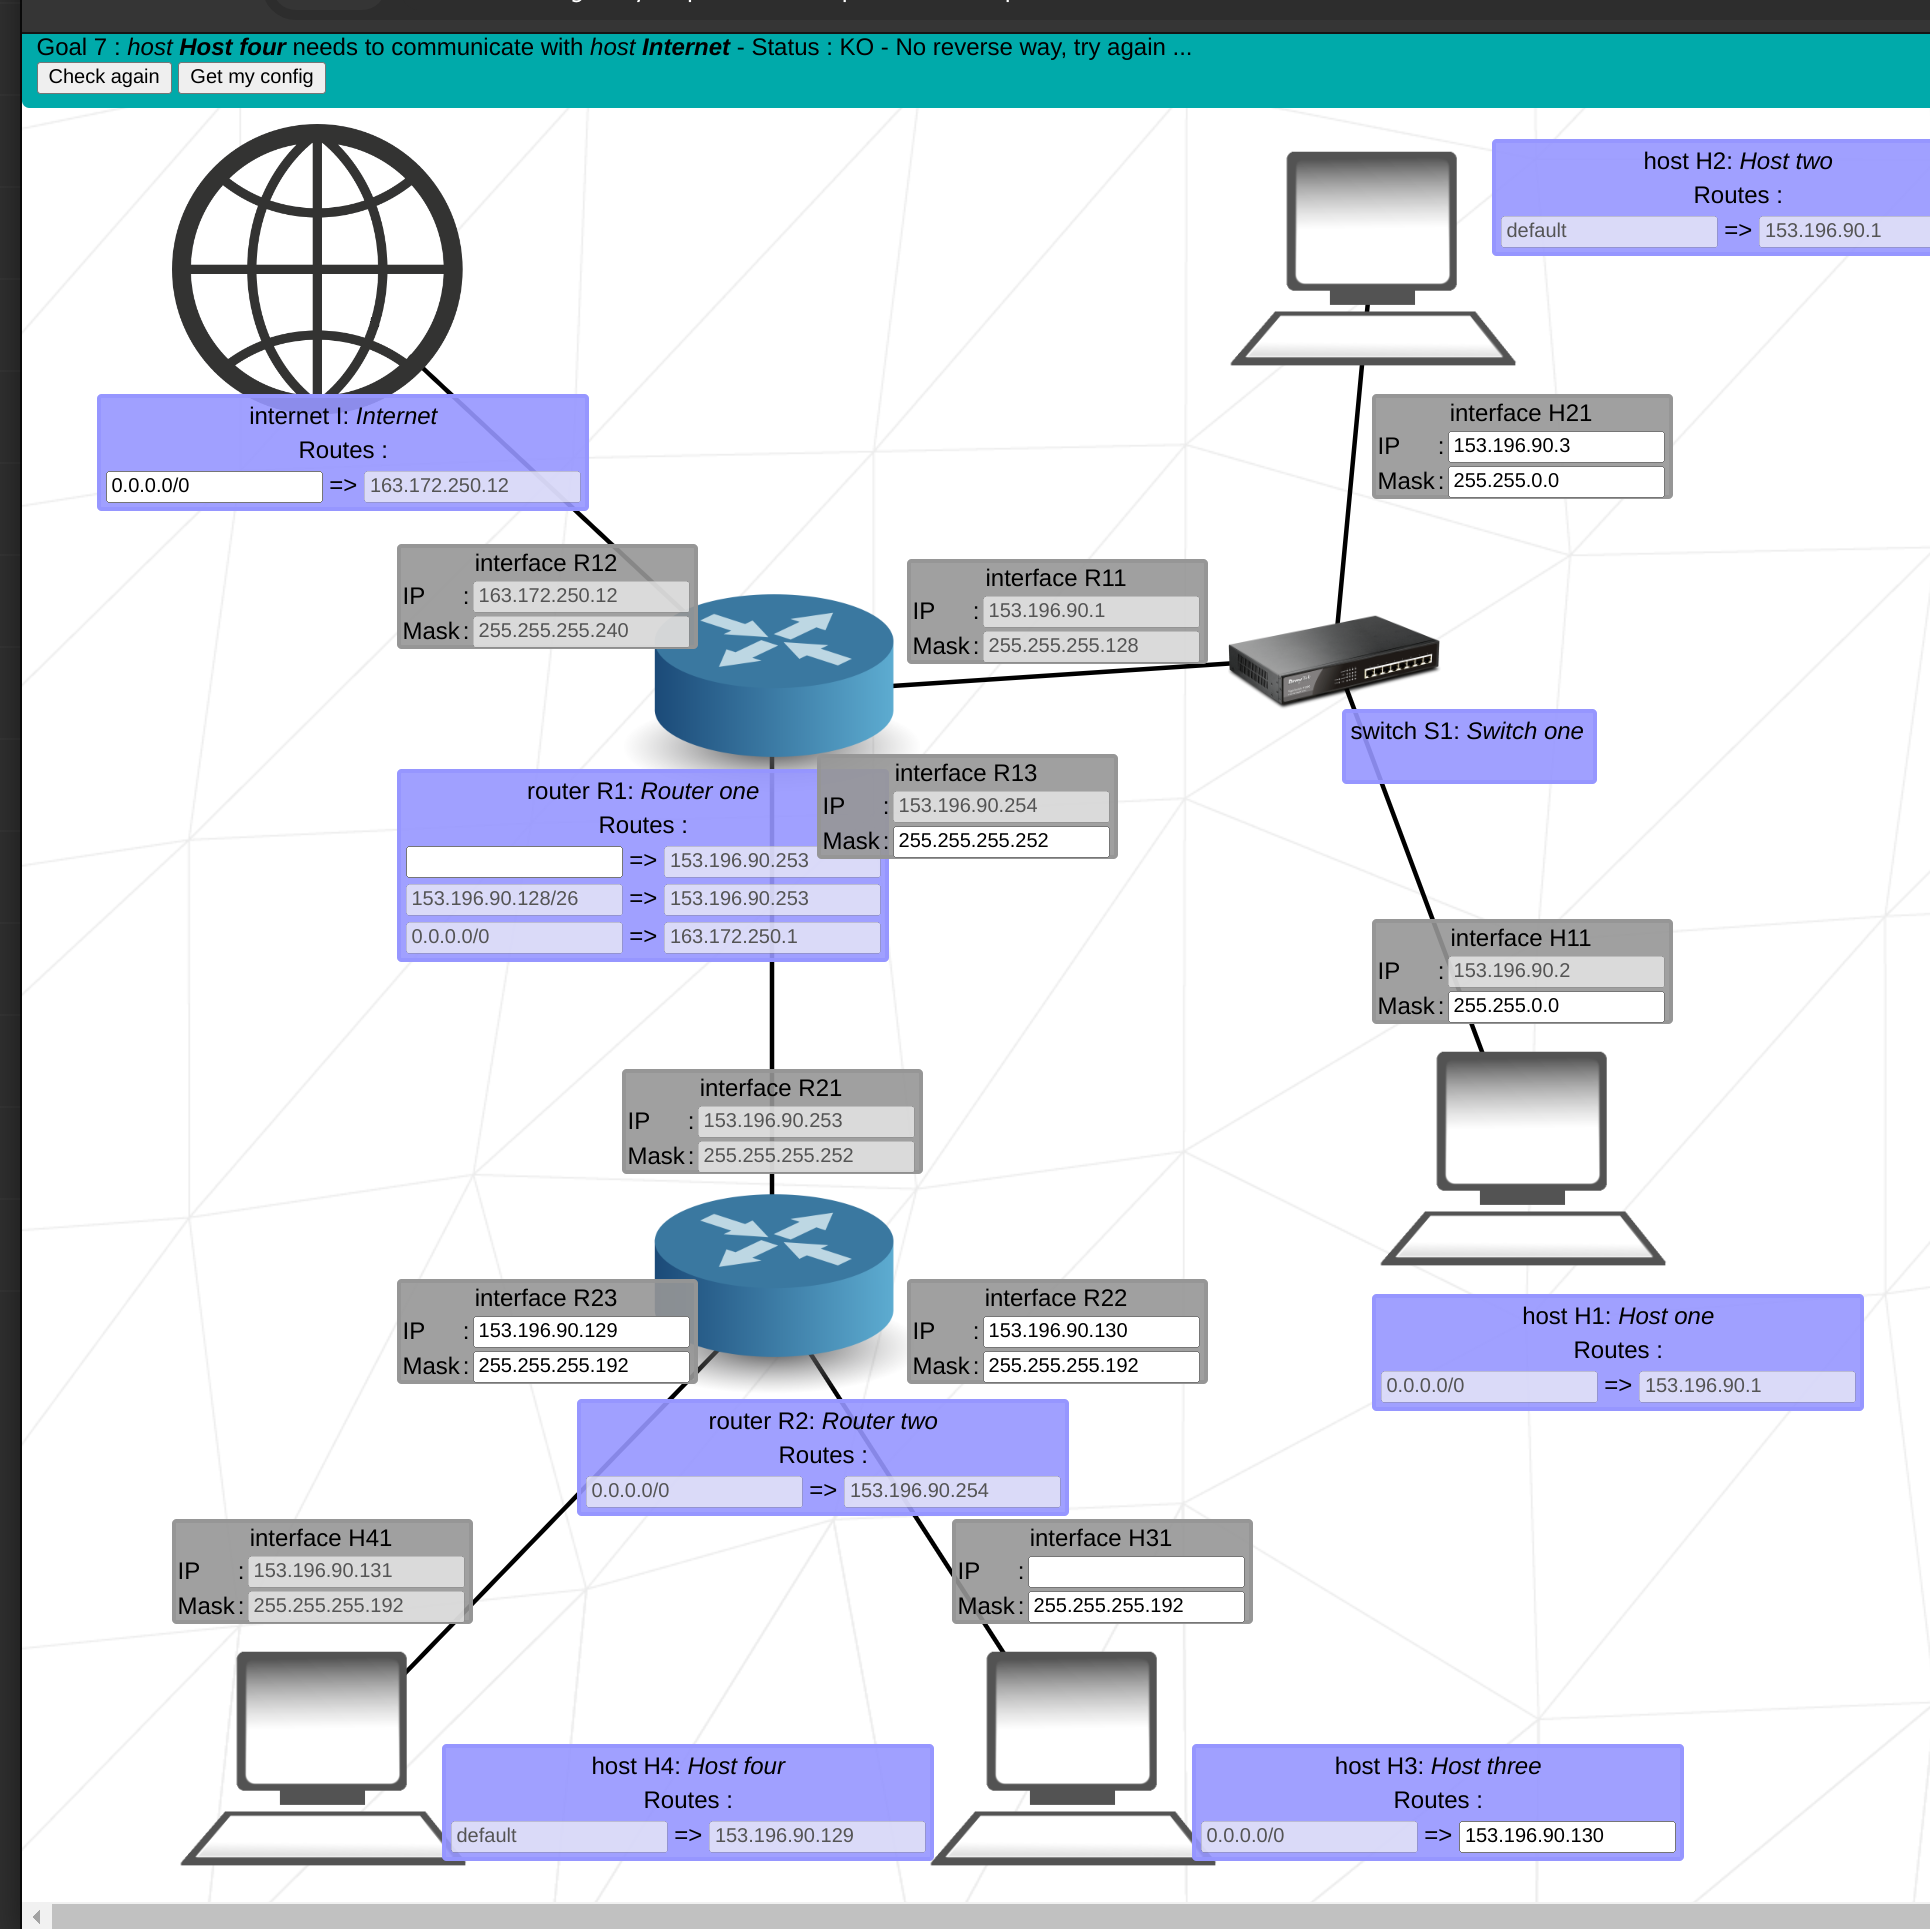 Goal 7 : host Host four needs to communicate with host Internet - Status : KO - No reverse way, try again ...
Check again Get my config
host H2: Host two
Routes :
default => 153.196.90.1
internet I: Internet
Routes :
0.0.0.0/0 => 163.172.250.12
interface H21
IP : 153.196.90.3
Mask : 255.255.0.0
interface R12
IP : 163.172.250.12
Mask : 255.255.255.240
interface R11
IP : 153.196.90.1
Mask : 255.255.255.128
switch S1: Switch one
interface R13
IP : 153.196.90.254
Mask : 255.255.255.252
router R1: Router one
Routes :
=> 153.196.90.253
153.196.90.128/26 => 153.196.90.253
0.0.0.0/0 => 163.172.250.1
interface H11
IP : 153.196.90.2
Mask : 255.255.0.0
interface R21
IP : 153.196.90.253
Mask : 255.255.255.252
interface R23
IP : 153.196.90.129
Mask : 255.255.255.192
interface R22
IP : 153.196.90.130
Mask : 255.255.255.192
host H1: Host one
Routes :
0.0.0.0/0 => 153.196.90.1
router R2: Router two
Routes :
0.0.0.0/0 => 153.196.90.254
interface H41
IP : 153.196.90.131
Mask : 255.255.255.192
interface H31
IP :
Mask : 255.255.255.192
host H4: Host four
Routes :
default => 153.196.90.129
host H3: Host three
Routes :
0.0.0.0/0 => 153.196.90.130